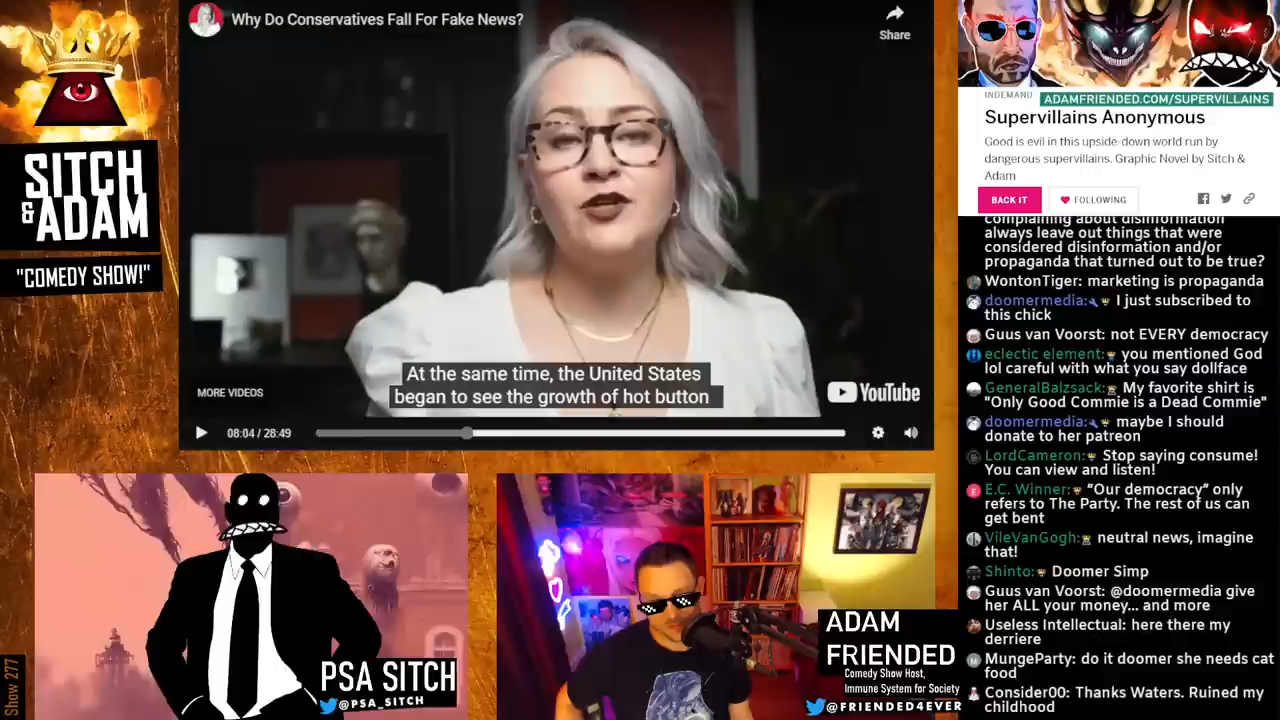 Why Do Conservatives Fall For Fake News?
Share
SITCH
& ADAM
"COMEDY SHOW!"
At the same time, the United States
began to see the growth of hot button
MORE VIDEOS
YouTube
08:04 / 28:49
INDEMAND
ADAMFRIENDED.COM/SUPERVILLAINS
Supervillains Anonymous
Good is evil in this upside-down world run by
dangerous supervillains. Graphic Novel by Sitch &
Adam
BACK IT
FOLLOWING
complaining about disinformation
always leave out things that were
considered disinformation and/or
propaganda that turned out to be true?
WontonTiger: marketing is propaganda
doomermedia: I just subscribed to
this chick
Guus van Voorst: not EVERY democracy
eclectic element: you mentioned God
lol careful with what you say dollface
GeneralBalzsack: My favorite shirt is
"Only Good Commie is a Dead Commie"
doomermedia: maybe I should
donate to her patreon
LordCameron: Stop saying consume!
You can view and listen!
E.C. Winner: "Our democracy" only
refers to The Party. The rest of us can
get bent
VileVanGogh: neutral news, imagine
that!
Shinto: Doomer Simp
Guus van Voorst: @doomermedia give
her ALL your money... and more
Useless Intellectual: here there my
derriere
MungeParty: do it doomer she needs cat
food
Consider00: Thanks Waters. Ruined my
childhood
Show 277
PSA SITCH
@PSA_SITCH
ADAM
FRIENDED
Comedy Show Host,
Immune System for Society
@FRIENDED4EVER